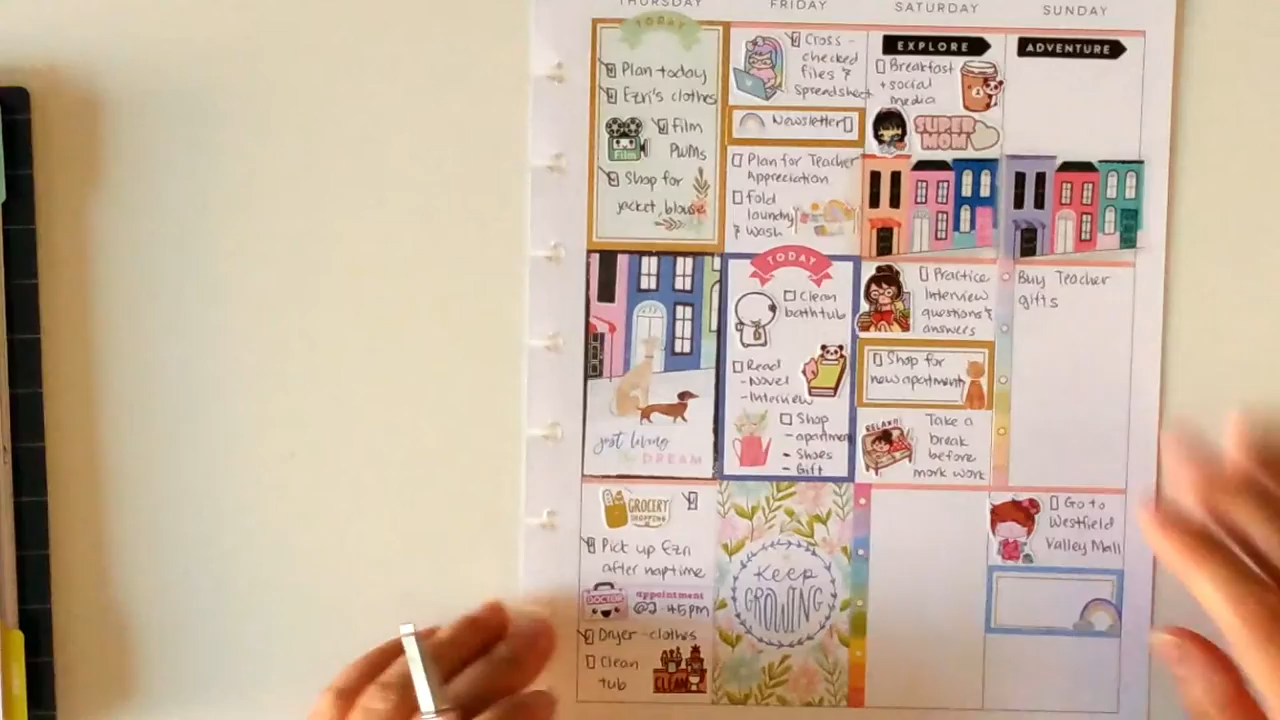 THURSDAY
FRIDAY
SATURDAY
SUNDAY
TODAY
Plan today
Ezri's clothes
Film
Film
PWMs
Shop for
jacket, blouse
just living
DREAM
GROCERY
SHOPPING
Pick up Ezri
after naptime
DOCTOR
appointment
@2:45pm
Dryer-clothes
Clean
tub
CLEAN
Cross-
checked
files &
Spreadsheet
Newsletter
Plan for Teacher
Appreciation
Fold
laundry
& Wash
TODAY
Clean
bathtub
Read
-Novel
-Interview
Shop
- apartment
- Shoes
- Gift
Keep
GROWING
EXPLORE
Breakfast
+ social
media
SUPER
MOM
Practice
Interview
questions &
answers
Shop for
new apartment
RELAX!!
Take a
break
before
more work
ADVENTURE
Buy Teacher
gifts
Go to
Westfield
Valley Mall